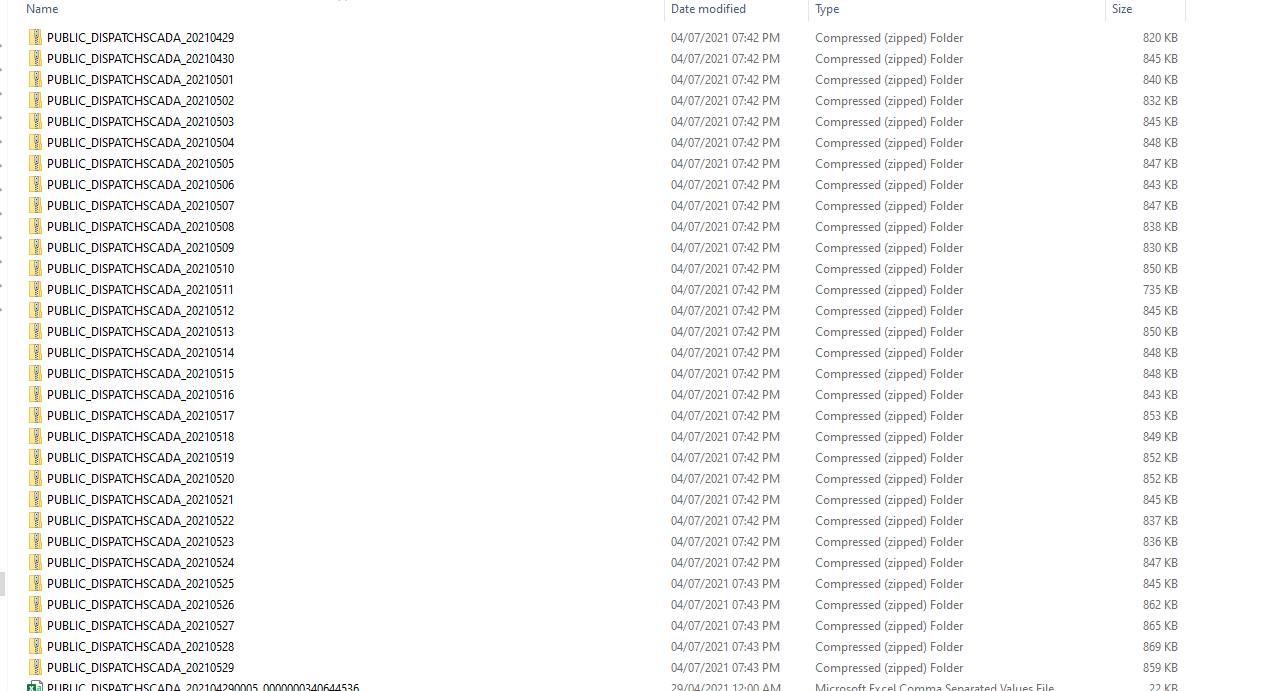 Name Date modified Type Size
PUBLIC_DISPATCHSCADA_20210429 04/07/2021 07:42 PM Compressed (zipped) Folder 820 KB
PUBLIC_DISPATCHSCADA_20210430 04/07/2021 07:42 PM Compressed (zipped) Folder 845 KB
PUBLIC_DISPATCHSCADA_20210501 04/07/2021 07:42 PM Compressed (zipped) Folder 840 KB
PUBLIC_DISPATCHSCADA_20210502 04/07/2021 07:42 PM Compressed (zipped) Folder 832 KB
PUBLIC_DISPATCHSCADA_20210503 04/07/2021 07:42 PM Compressed (zipped) Folder 845 KB
PUBLIC_DISPATCHSCADA_20210504 04/07/2021 07:42 PM Compressed (zipped) Folder 848 KB
PUBLIC_DISPATCHSCADA_20210505 04/07/2021 07:42 PM Compressed (zipped) Folder 847 KB
PUBLIC_DISPATCHSCADA_20210506 04/07/2021 07:42 PM Compressed (zipped) Folder 843 KB
PUBLIC_DISPATCHSCADA_20210507 04/07/2021 07:42 PM Compressed (zipped) Folder 847 KB
PUBLIC_DISPATCHSCADA_20210508 04/07/2021 07:42 PM Compressed (zipped) Folder 838 KB
PUBLIC_DISPATCHSCADA_20210509 04/07/2021 07:42 PM Compressed (zipped) Folder 830 KB
PUBLIC_DISPATCHSCADA_20210510 04/07/2021 07:42 PM Compressed (zipped) Folder 850 KB
PUBLIC_DISPATCHSCADA_20210511 04/07/2021 07:42 PM Compressed (zipped) Folder 735 KB
PUBLIC_DISPATCHSCADA_20210512 04/07/2021 07:42 PM Compressed (zipped) Folder 845 KB
PUBLIC_DISPATCHSCADA_20210513 04/07/2021 07:42 PM Compressed (zipped) Folder 850 KB
PUBLIC_DISPATCHSCADA_20210514 04/07/2021 07:42 PM Compressed (zipped) Folder 848 KB
PUBLIC_DISPATCHSCADA_20210515 04/07/2021 07:42 PM Compressed (zipped) Folder 848 KB
PUBLIC_DISPATCHSCADA_20210516 04/07/2021 07:42 PM Compressed (zipped) Folder 843 KB
PUBLIC_DISPATCHSCADA_20210517 04/07/2021 07:42 PM Compressed (zipped) Folder 853 KB
PUBLIC_DISPATCHSCADA_20210518 04/07/2021 07:42 PM Compressed (zipped) Folder 849 KB
PUBLIC_DISPATCHSCADA_20210519 04/07/2021 07:42 PM Compressed (zipped) Folder 852 KB
PUBLIC_DISPATCHSCADA_20210520 04/07/2021 07:42 PM Compressed (zipped) Folder 852 KB
PUBLIC_DISPATCHSCADA_20210521 04/07/2021 07:42 PM Compressed (zipped) Folder 845 KB
PUBLIC_DISPATCHSCADA_20210522 04/07/2021 07:42 PM Compressed (zipped) Folder 837 KB
PUBLIC_DISPATCHSCADA_20210523 04/07/2021 07:42 PM Compressed (zipped) Folder 836 KB
PUBLIC_DISPATCHSCADA_20210524 04/07/2021 07:42 PM Compressed (zipped) Folder 847 KB
PUBLIC_DISPATCHSCADA_20210525 04/07/2021 07:43 PM Compressed (zipped) Folder 845 KB
PUBLIC_DISPATCHSCADA_20210526 04/07/2021 07:43 PM Compressed (zipped) Folder 862 KB
PUBLIC_DISPATCHSCADA_20210527 04/07/2021 07:43 PM Compressed (zipped) Folder 865 KB
PUBLIC_DISPATCHSCADA_20210528 04/07/2021 07:43 PM Compressed (zipped) Folder 869 KB
PUBLIC_DISPATCHSCADA_20210529 04/07/2021 07:43 PM Compressed (zipped) Folder 859 KB
PUBLIC_DISPATCHSCADA_202104290005_0000000340644536 29/04/2021 12:00 AM Microsoft Excel Comma Separated Values File 22 KB